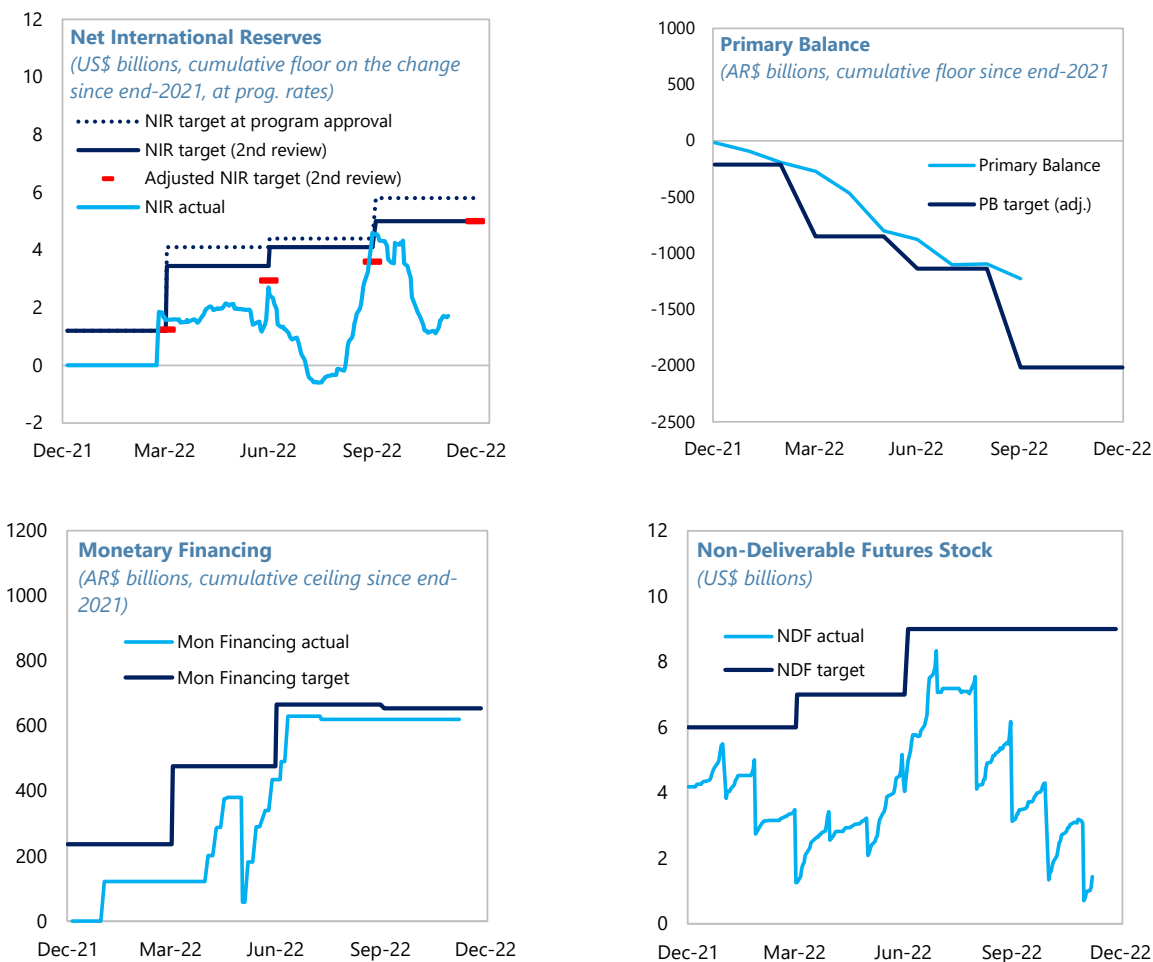 Net International Reserves
(US$ billions, cumulative floor on the change
since end-2021, at prog. rates)
NIR target at program approval
NIR target (2nd review)
Adjusted NIR target (2nd review)
NIR actual
12
10
8
6
4
2
0
-2
Dec-21
Mar-22
Jun-22
Sep-22
Dec-22
Primary Balance
(AR$ billions, cumulative floor since end-2021
Primary Balance
PB target (adj.)
1000
500
0
-500
-1000
-1500
-2000
-2500
Dec-21
Mar-22
Jun-22
Sep-22
Dec-22
Monetary Financing
(AR$ billions, cumulative ceiling since end-
2021)
Mon Financing actual
Mon Financing target
1200
1000
800
600
400
200
0
Dec-21
Mar-22
Jun-22
Sep-22
Dec-22
Non-Deliverable Futures Stock
(US$ billions)
NDF actual
NDF target
12
10
8
6
4
2
0
Dec-21
Mar-22
Jun-22
Sep-22
Dec-22